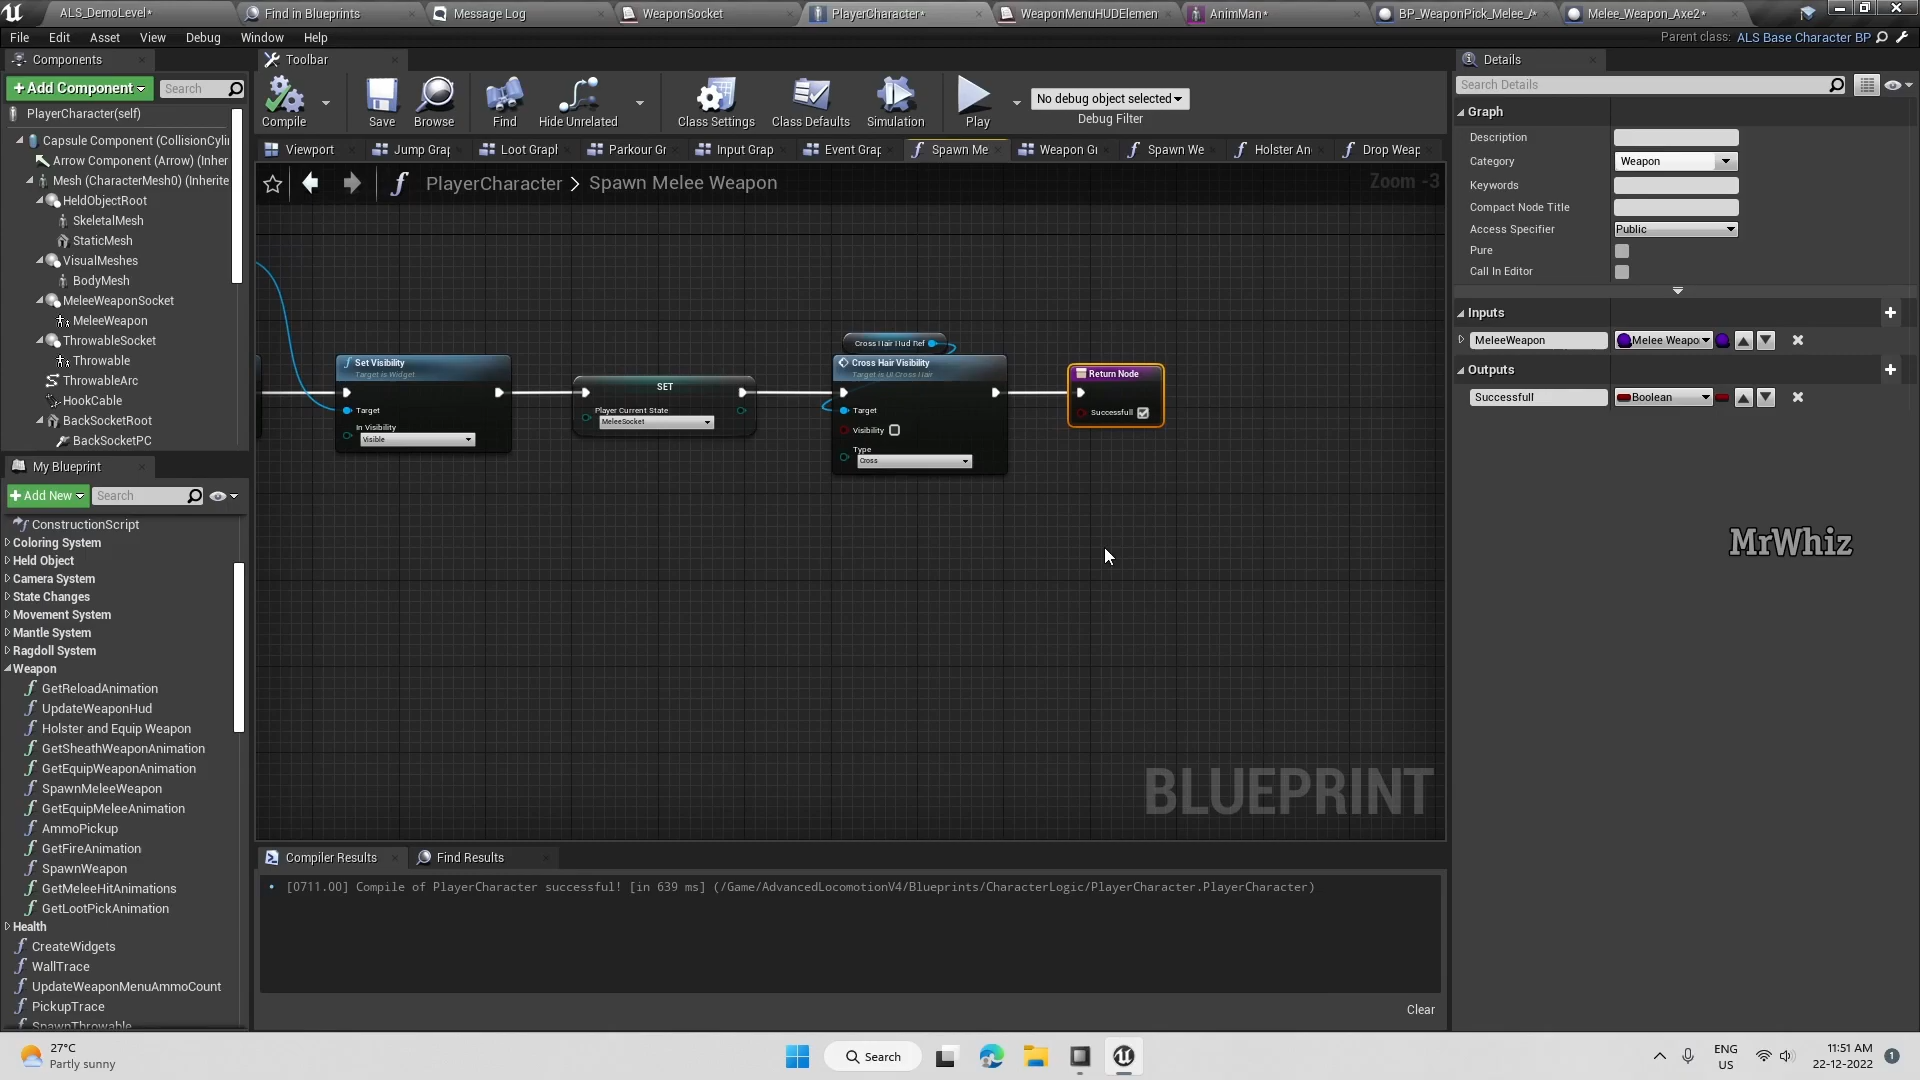 ALS_DemoLevel*
Find in Blueprints
Message Log
WeaponSocket
PlayerCharacter*
WeaponMenuHUDElemen
AnimMan*
BP_WeaponPick_Melee_A*
Melee_Weapon_Axe2*
File
Edit
Asset
View
Debug
Window
Help
Parent class:
ALS Base Character BP
Components
Add Component
Search
PlayerCharacter(self)
Capsule Component (CollisionCyli
Arrow Component (Arrow) (Inher
Mesh (CharacterMesh0) (Inherite
HeldObjectRoot
SkeletalMesh
StaticMesh
VisualMeshes
BodyMesh
MeleeWeaponSocket
MeleeWeapon
ThrowableSocket
Throwable
ThrowableArc
HookCable
BackSocketRoot
BackSocketPC
My Blueprint
Add New
Search
ConstructionScript
Coloring System
Held Object
Camera System
State Changes
Movement System
Mantle System
Ragdoll System
Weapon
GetReloadAnimation
UpdateWeaponHud
Holster and Equip Weapon
GetSheathWeaponAnimation
GetEquipWeaponAnimation
SpawnMeleeWeapon
GetEquipMeleeAnimation
AmmoPickup
GetFireAnimation
SpawnWeapon
GetMeleeHitAnimations
GetLootPickAnimation
Health
CreateWidgets
WallTrace
UpdateWeaponMenuAmmoCount
PickupTrace
SpawnThrowable
Toolbar
Compile
Save
Browse
Find
Hide Unrelated
Class Settings
Class Defaults
Simulation
Play
No debug object selected
Debug Filter
Viewport
Jump Grap
Loot Graph
Parkour Gr
Input Grap
Event Grap
Spawn Me
Weapon Gr
Spawn We
Holster An
Drop Weap
PlayerCharacter > Spawn Melee Weapon
Zoom -3
Set Visibility
Target is Widget
Target
In Visibility
Visible
SET
Player Current State
MeleeSocket
Cross Hair Hud Ref
Cross Hair Visibility
Target is UI Cross Hair
Target
Visibility
Type
Cross
Return Node
Successfull
BLUEPRINT
Compiler Results
Find Results
[0711.00] Compile of PlayerCharacter successful! [in 639 ms] (/Game/AdvancedLocomotionV4/Blueprints/CharacterLogic/PlayerCharacter.PlayerCharacter)
Clear
Details
Search Details
Graph
Description
Category
Weapon
Keywords
Compact Node Title
Access Specifier
Public
Pure
Call In Editor
Inputs
MeleeWeapon
Melee Weapo
Outputs
Successfull
Boolean
MrWhiz
27°C
Partly sunny
Search
ENG
US
11:51 AM
22-12-2022
1